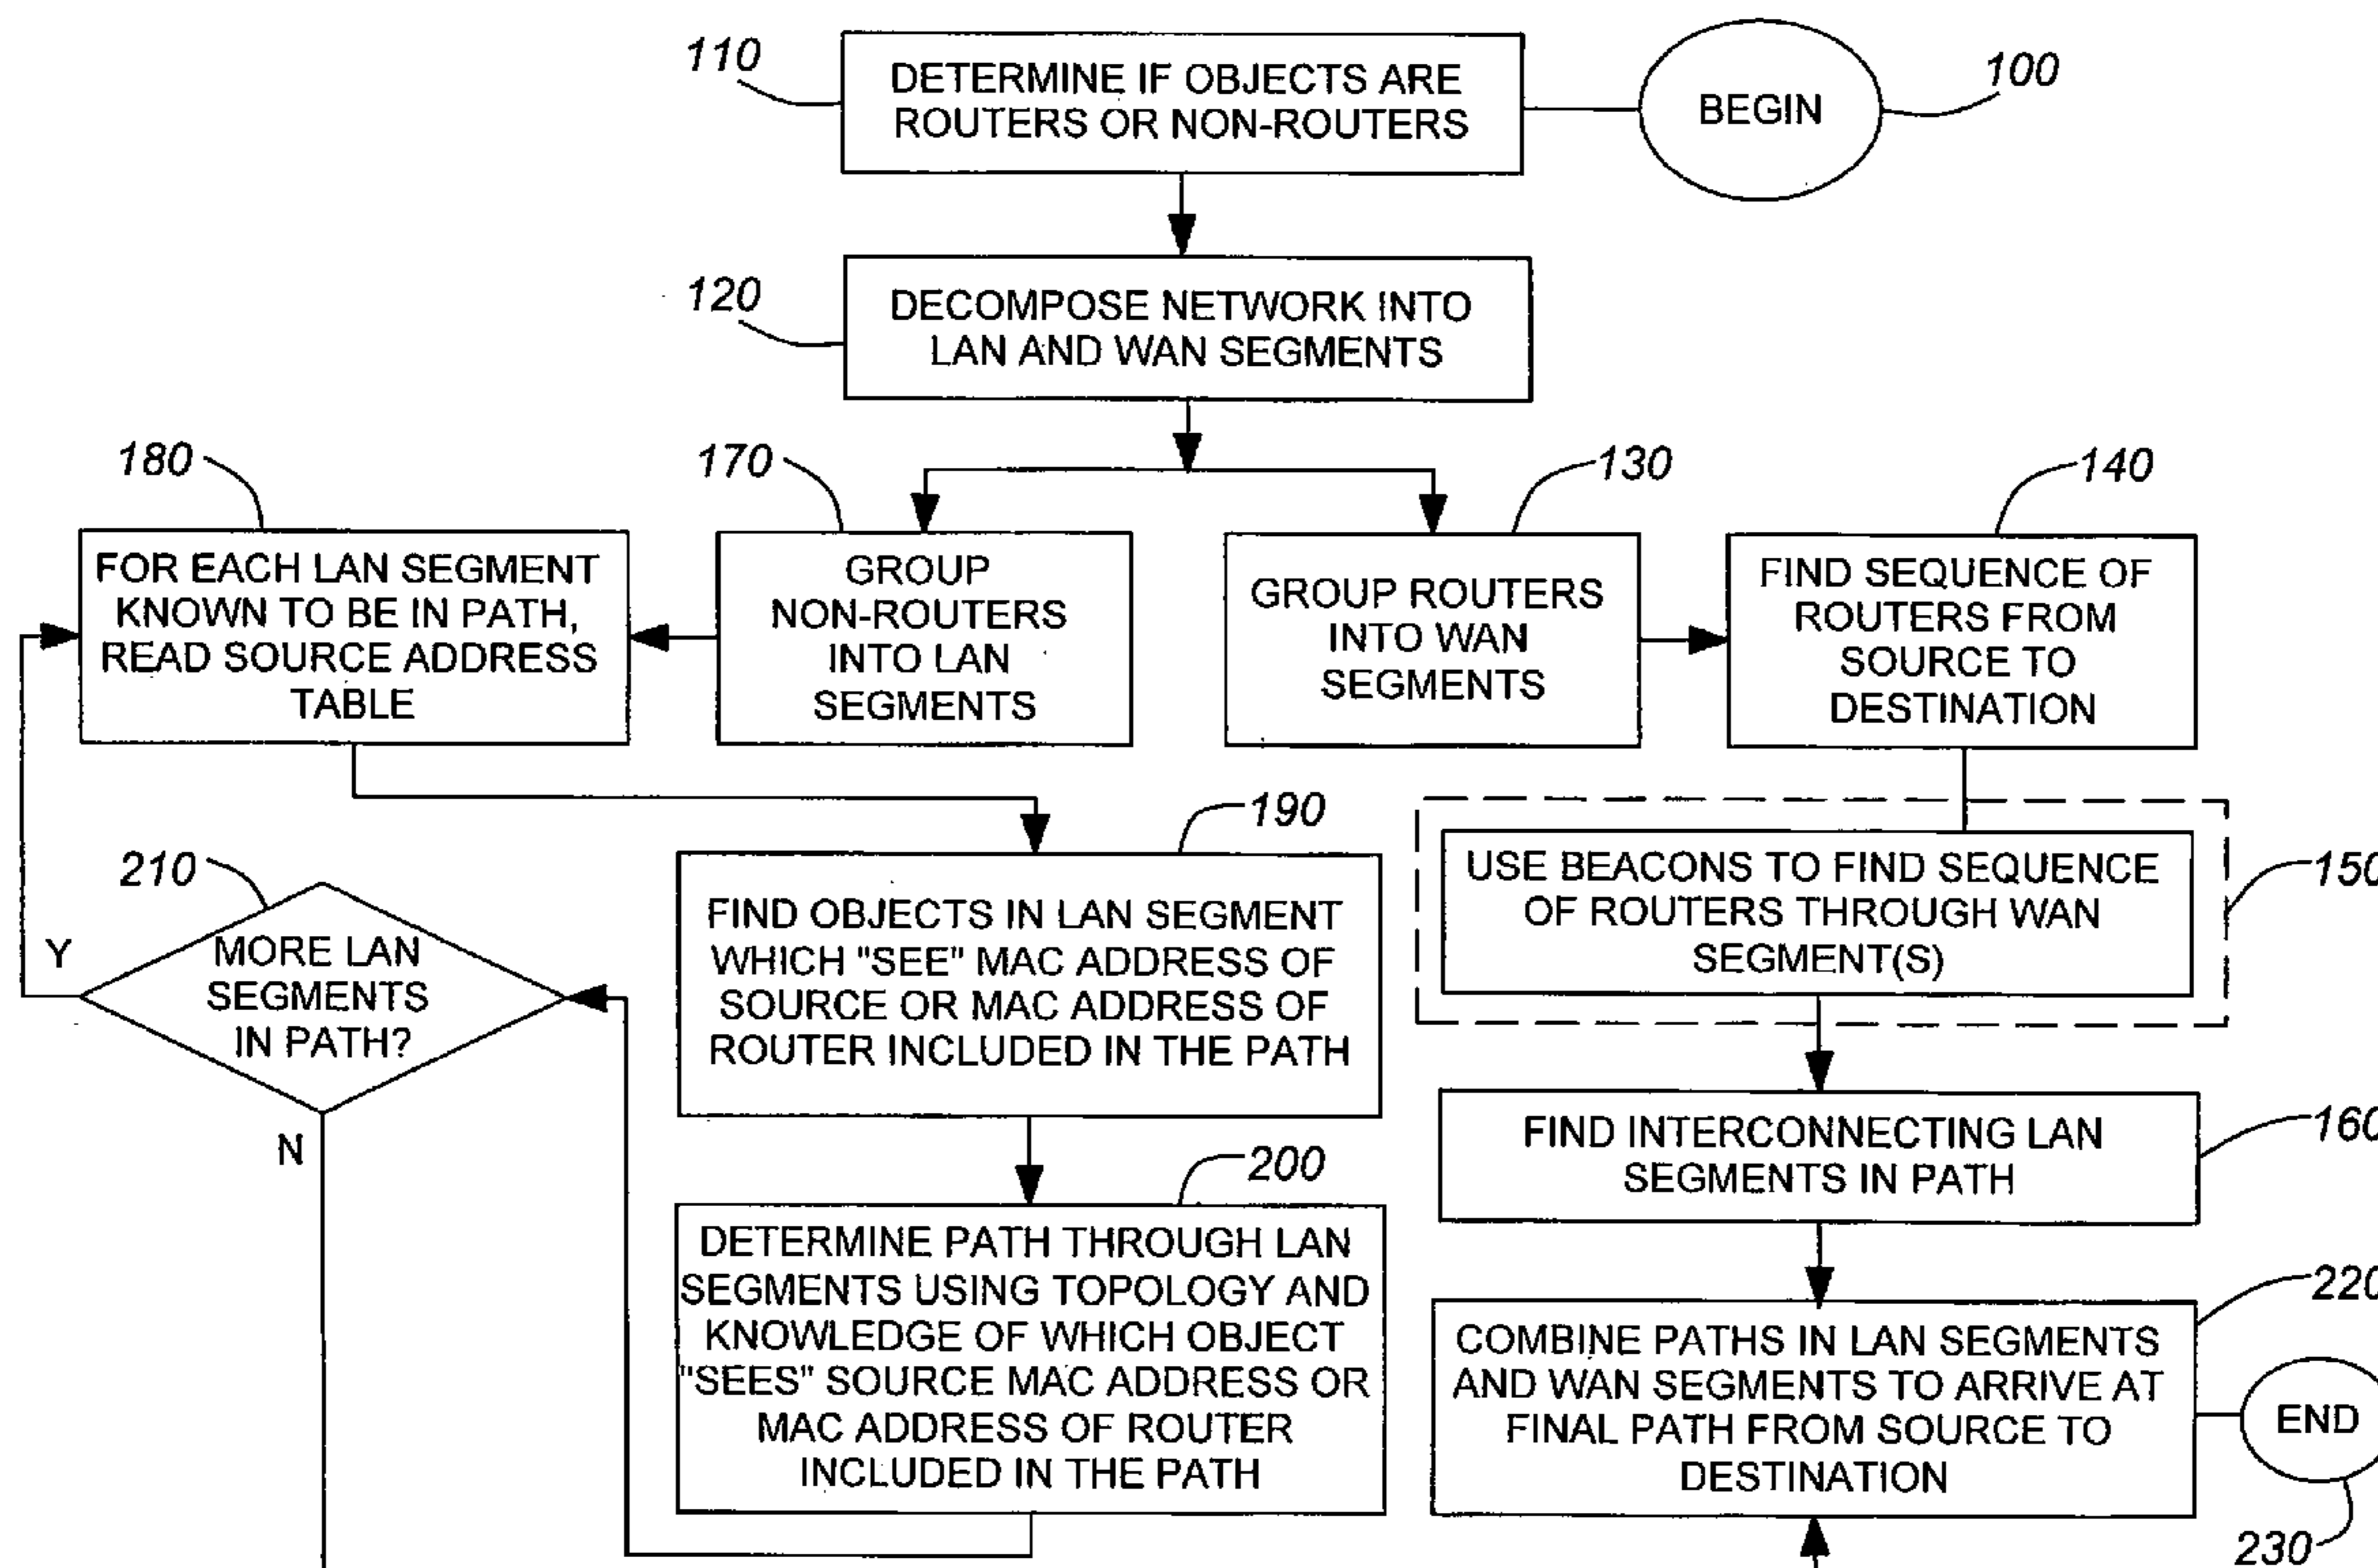 110
DETERMINE IF OBJECTS ARE
ROUTERS OR NON-ROUTERS
BEGIN
100
120
DECOMPOSE NETWORK INTO
LAN AND WAN SEGMENTS
180
FOR EACH LAN SEGMENT
KNOWN TO BE IN PATH,
READ SOURCE ADDRESS
TABLE
170
GROUP
NON-ROUTERS
INTO LAN
SEGMENTS
130
GROUP ROUTERS
INTO WAN
SEGMENTS
140
FIND SEQUENCE OF
ROUTERS FROM
SOURCE TO
DESTINATION
210
Y
MORE LAN
SEGMENTS
IN PATH?
N
190
FIND OBJECTS IN LAN SEGMENT
WHICH "SEE" MAC ADDRESS OF
SOURCE OR MAC ADDRESS OF
ROUTER INCLUDED IN THE PATH
150
USE BEACONS TO FIND SEQUENCE
OF ROUTERS THROUGH WAN
SEGMENT(S)
160
FIND INTERCONNECTING LAN
SEGMENTS IN PATH
200
DETERMINE PATH THROUGH LAN
SEGMENTS USING TOPOLOGY AND
KNOWLEDGE OF WHICH OBJECT
"SEES" SOURCE MAC ADDRESS OR
MAC ADDRESS OF ROUTER
INCLUDED IN THE PATH
220
COMBINE PATHS IN LAN SEGMENTS
AND WAN SEGMENTS TO ARRIVE AT
FINAL PATH FROM SOURCE TO
DESTINATION
END
230